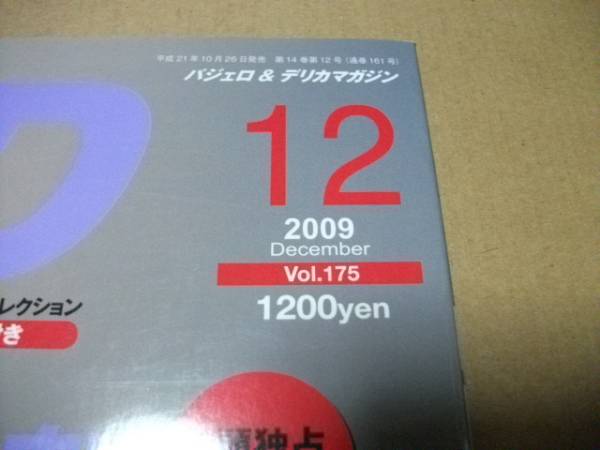 平成21年10月26日発売 第14巻第12号(通巻161号)
パジェロ & デリカマガジン
12
2009
December
Vol.175
1200yen
レクション
き
独占